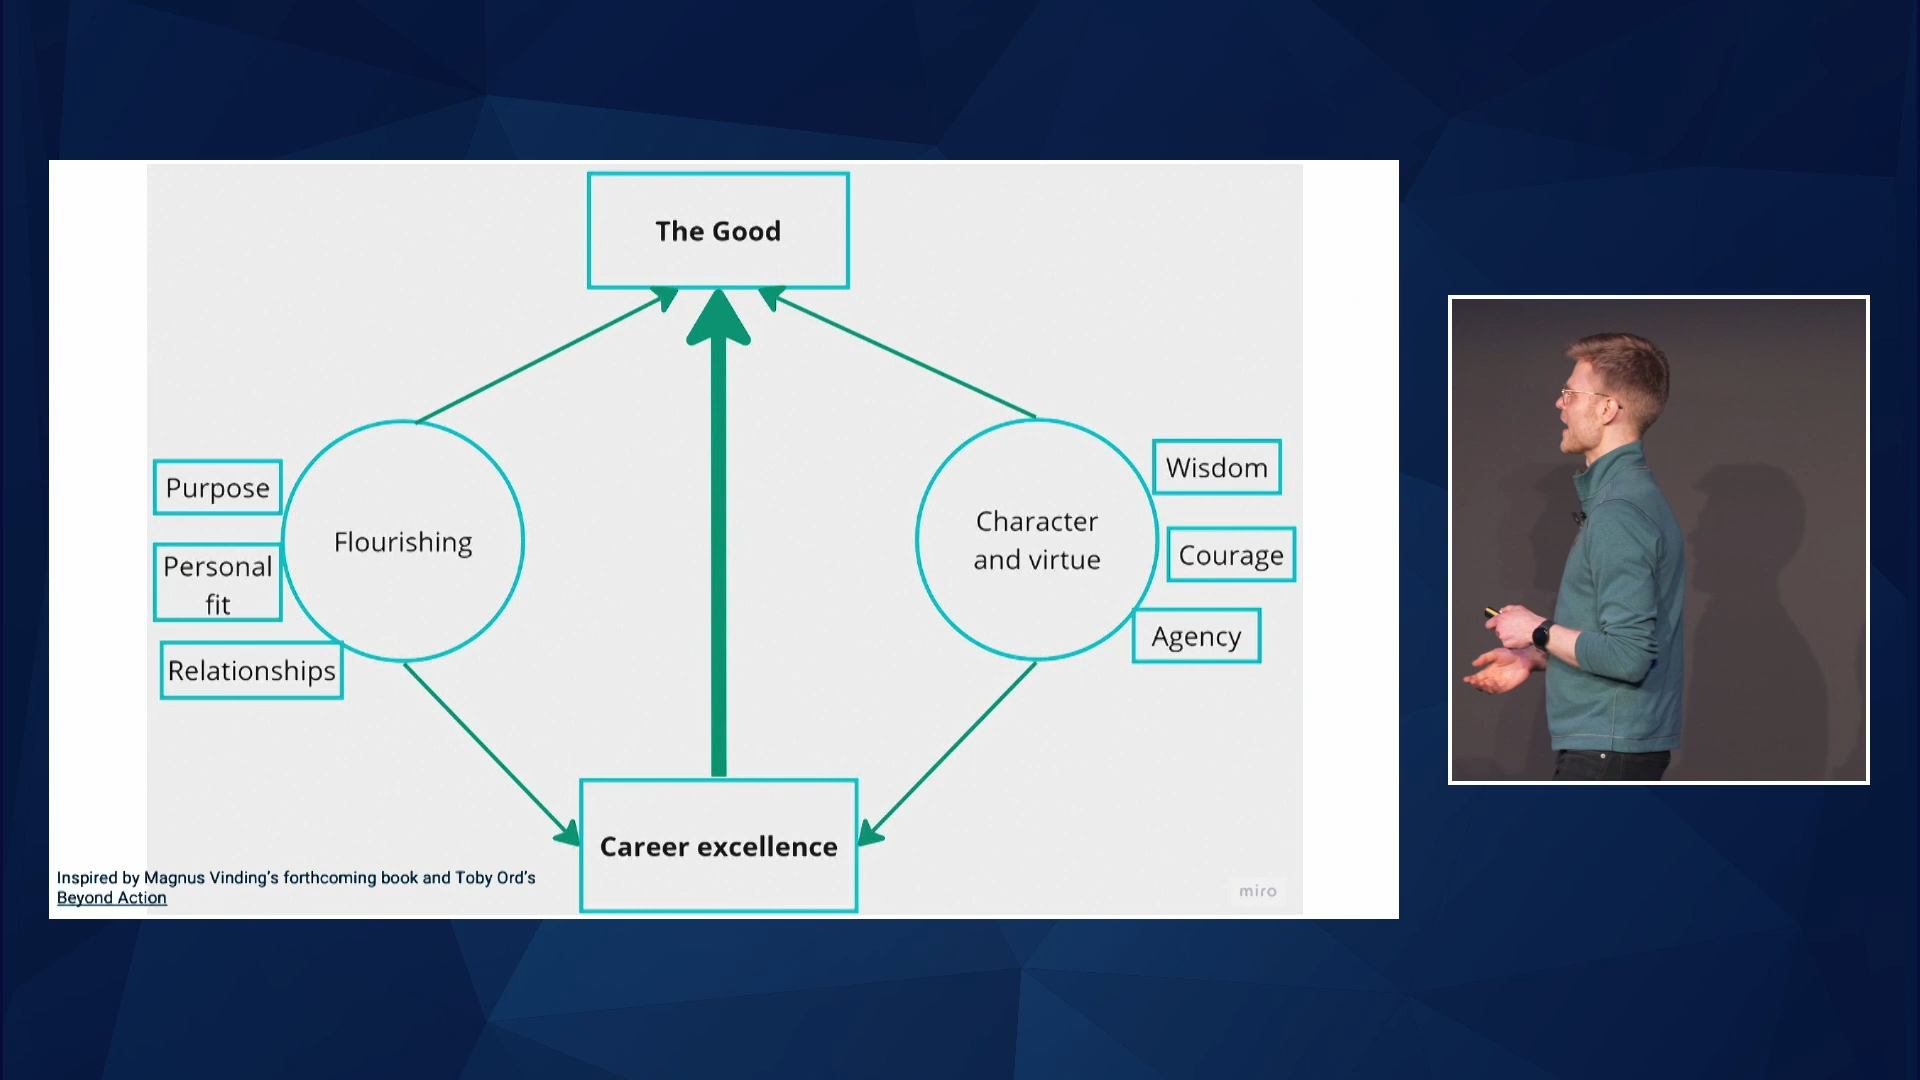 The Good
Purpose
Personal
fit
Relationships
Flourishing
Character
and virtue
Wisdom
Courage
Agency
Career excellence
Inspired by Magnus Vinding's forthcoming book and Toby Ord's
Beyond Action
miro